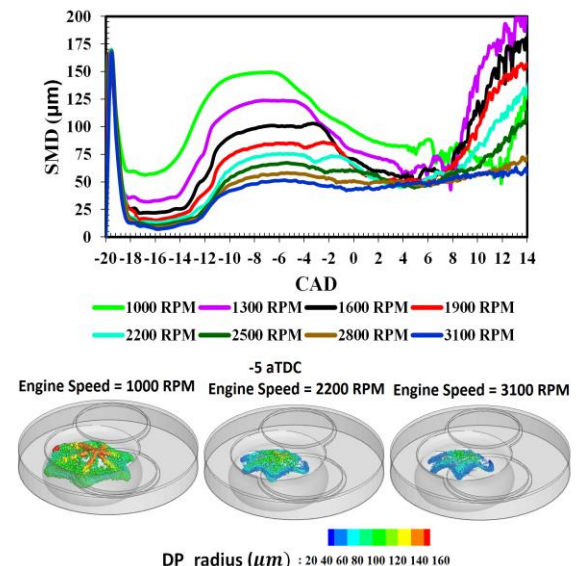 200
175
150
125
100
75
50
25
0
SMD (µm)
-20 -18 -16 -14 -12 -10 -8 -6 -4 -2 0 2 4 6 8 10 12 14
CAD
1000 RPM 1300 RPM 1600 RPM 1900 RPM
2200 RPM 2500 RPM 2800 RPM 3100 RPM
-5 aTDC
Engine Speed = 1000 RPM Engine Speed = 2200 RPM Engine Speed = 3100 RPM
DP_radius (µm) : 20 40 60 80 100 120 140 160